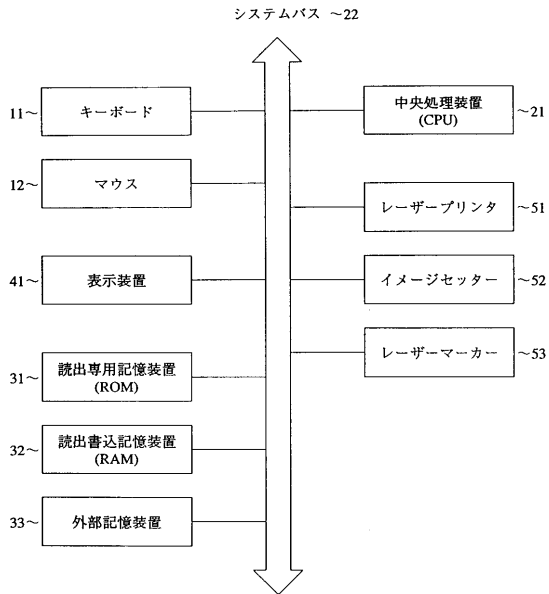 システムバス ～22
11～ キーボード
中央処理装置
(CPU) ～21
12～ マウス
レーザープリンタ ～51
41～ 表示装置
イメージセッター ～52
レーザーマーカー ～53
31～ 読出専用記憶装置
(ROM)
32～ 読出書込記憶装置
(RAM)
33～ 外部記憶装置